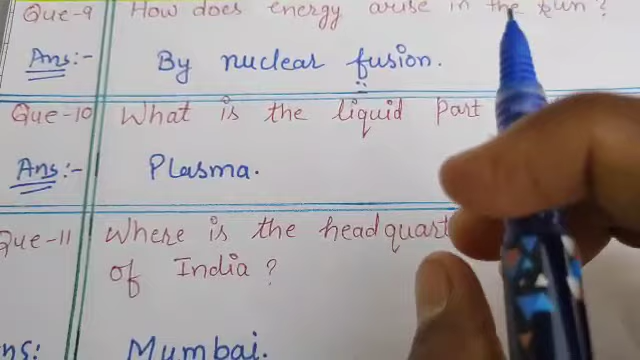 Que-9 How does energy arise in the Sun?
Ans:- By nuclear fusion.
Que-10 What is the liquid Part
Ans:- Plasma.
Que-11 Where is the headquart
of India?
ns: Mumbai.